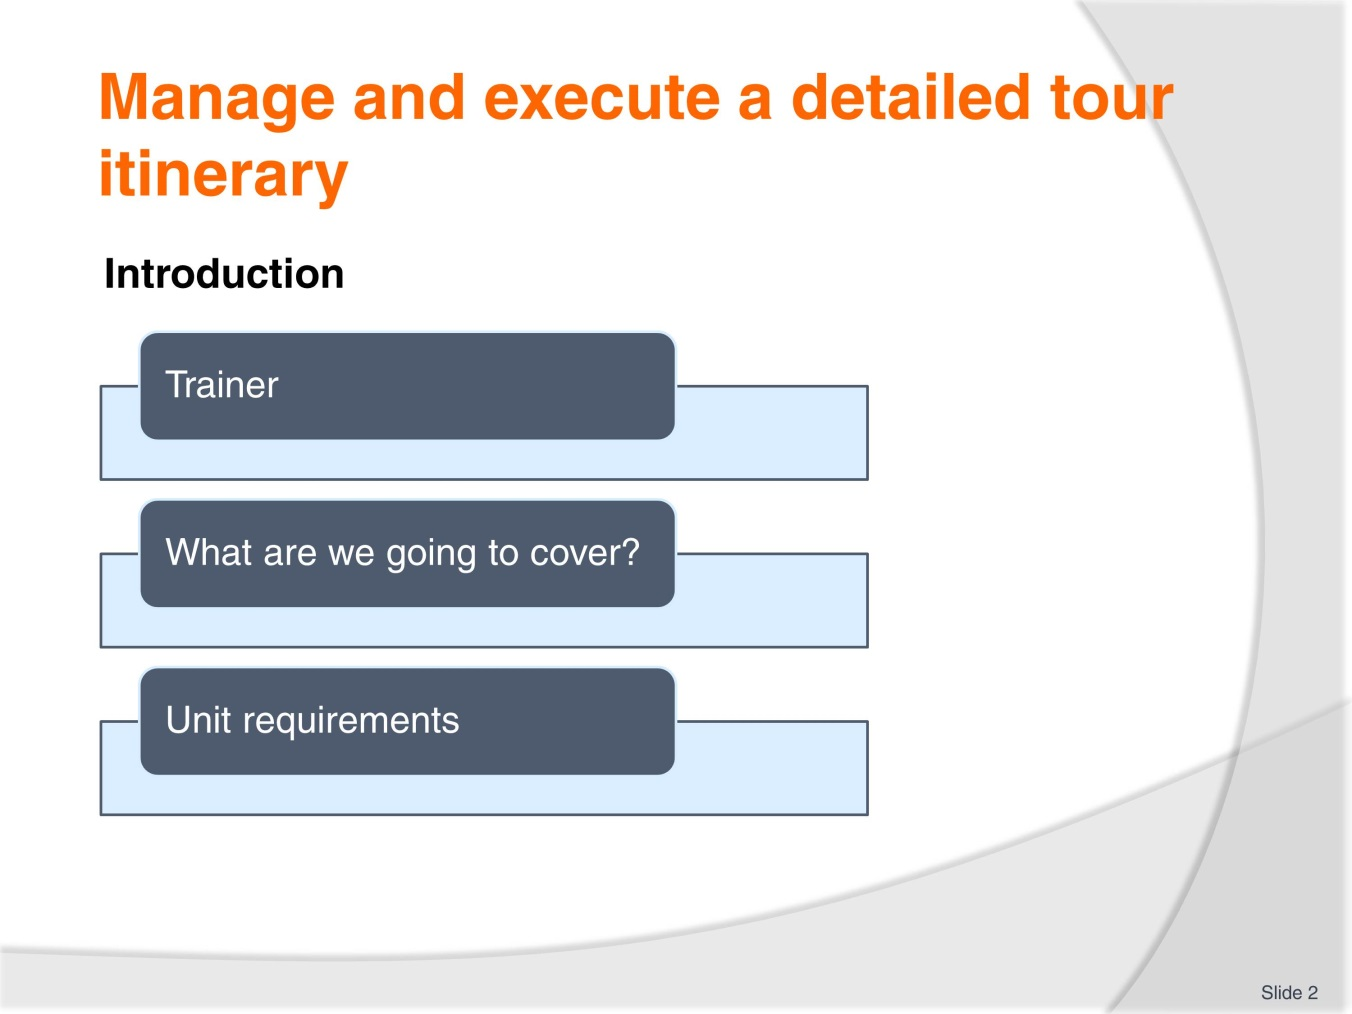 Manage and execute a detailed tour
itinerary
Introduction
Trainer
What are we going to cover?
Unit requirements
Slide 2